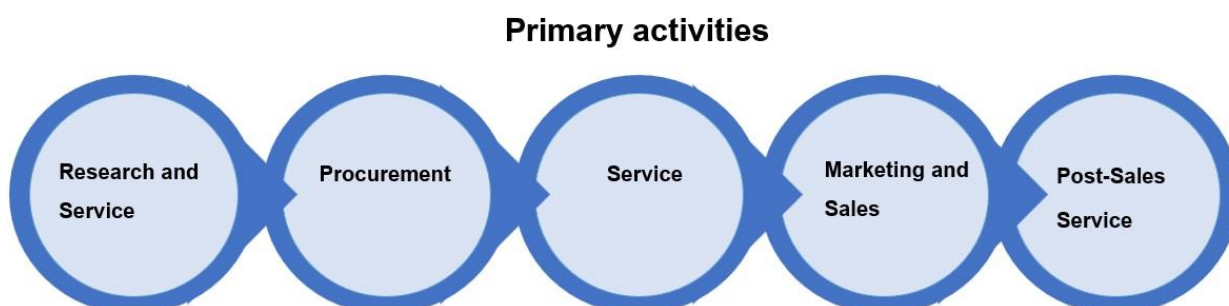 Primary activities
Research and
Service
Procurement
Service
Marketing and
Sales
Post-Sales
Service